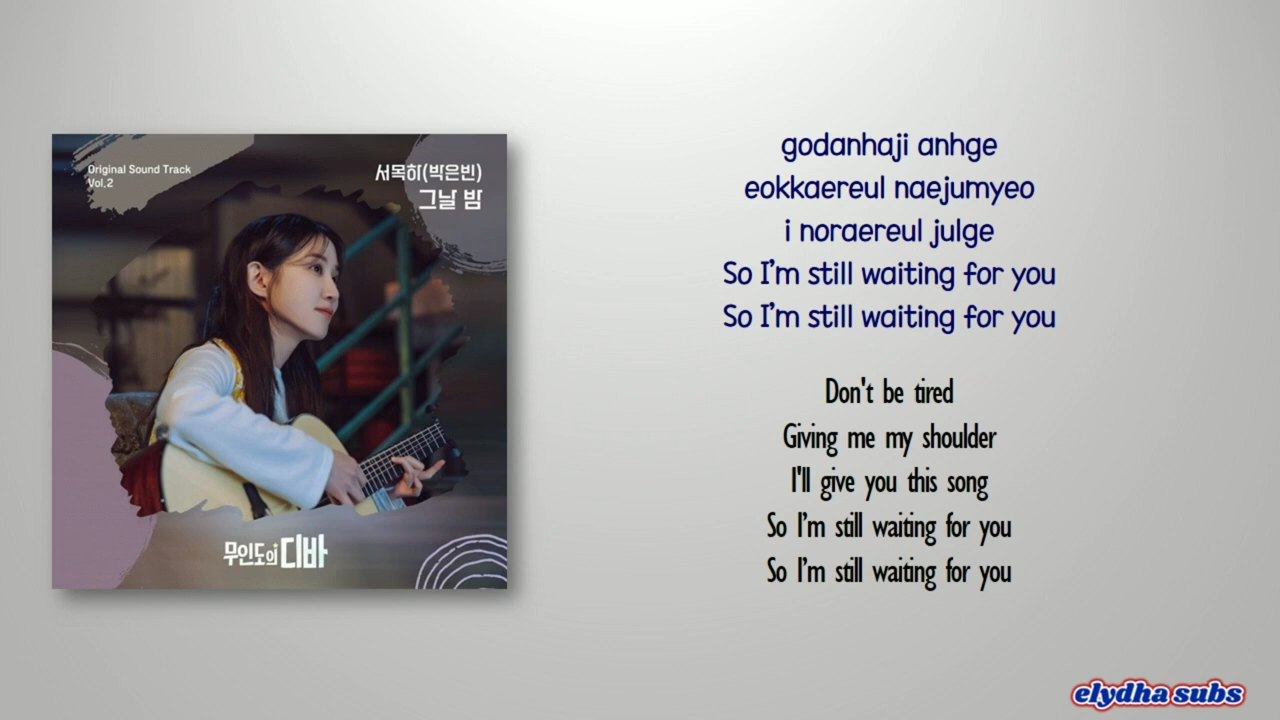 Original Sound Track
Vol.2
서목하(박은빈)
그날 밤
무인도의 디바
godanhaji anhge
eokkaereul naejumyeo
i noraereul julge
So I’m still waiting for you
So I’m still waiting for you
Don't be tired
Giving me my shoulder
I'll give you this song
So I’m still waiting for you
So I’m still waiting for you
elydha subs